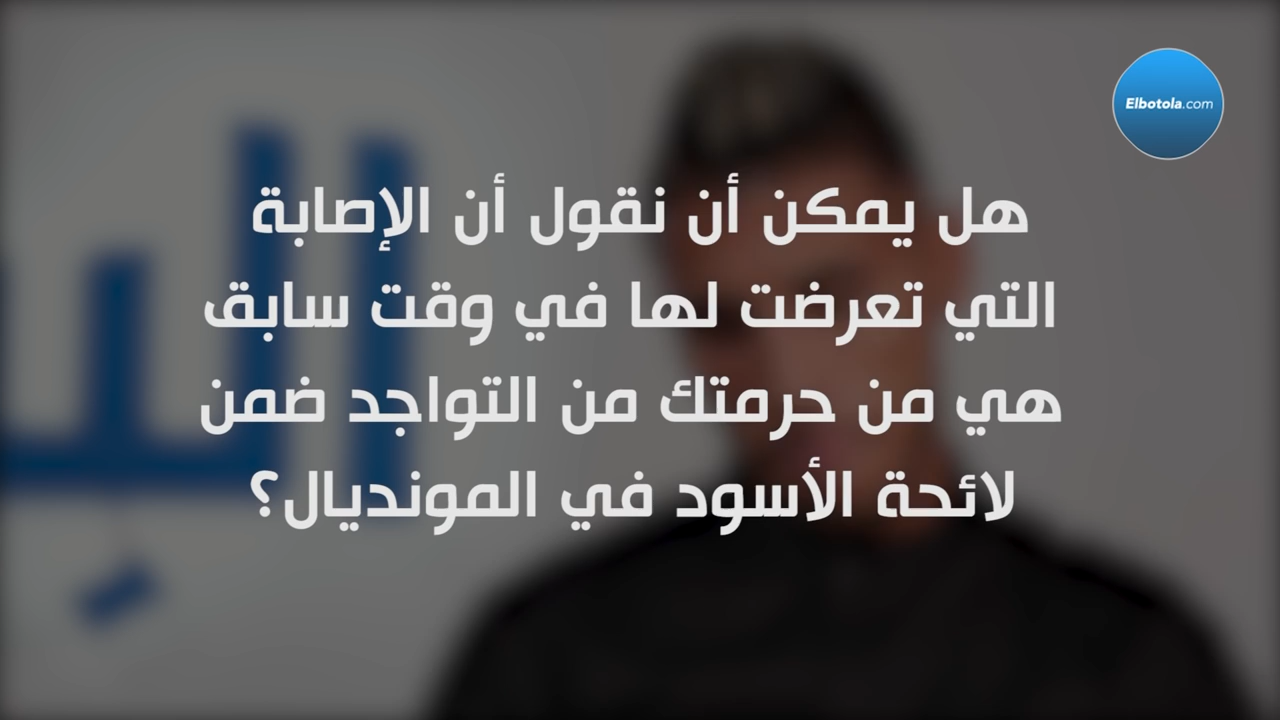 Elbotola.com
هل يمكن أن نقول أن الإصابة
التي تعرضت لها في وقت سابق
هي من حرمتك من التواجد ضمن
لائحة الأسود في المونديال؟